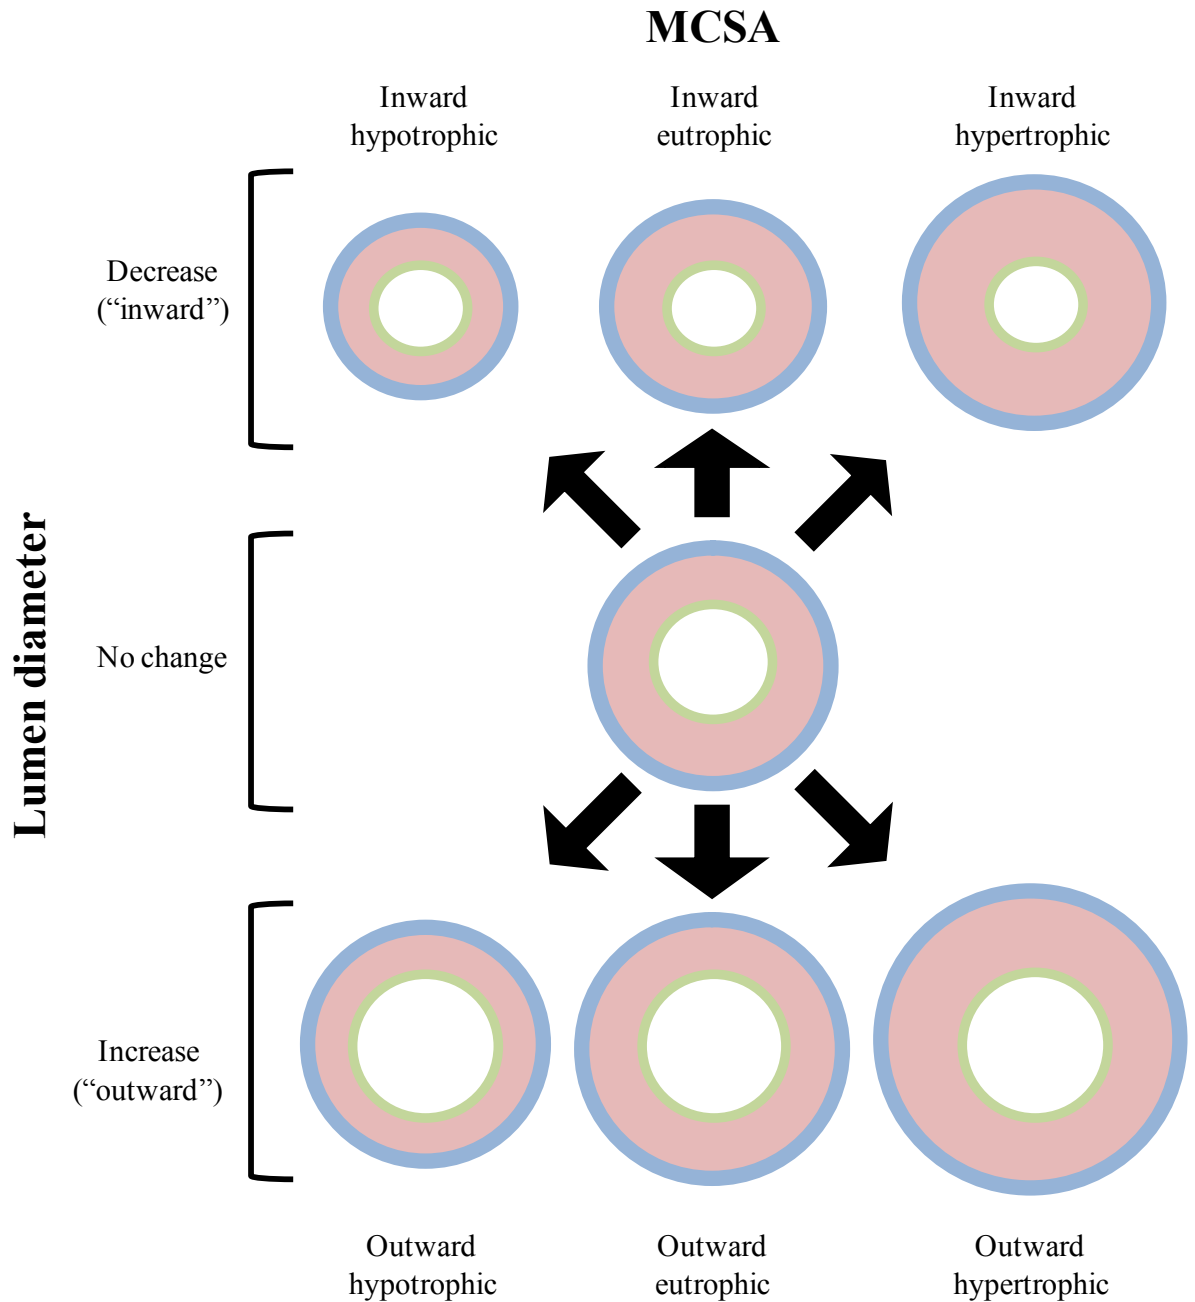 MCSA
Inward
hypotrophic
Inward
eutrophic
Inward
hypertrophic
Decrease
(“inward”)
Lumen diameter
No change
Increase
(“outward”)
Outward
hypotrophic
Outward
eutrophic
Outward
hypertrophic